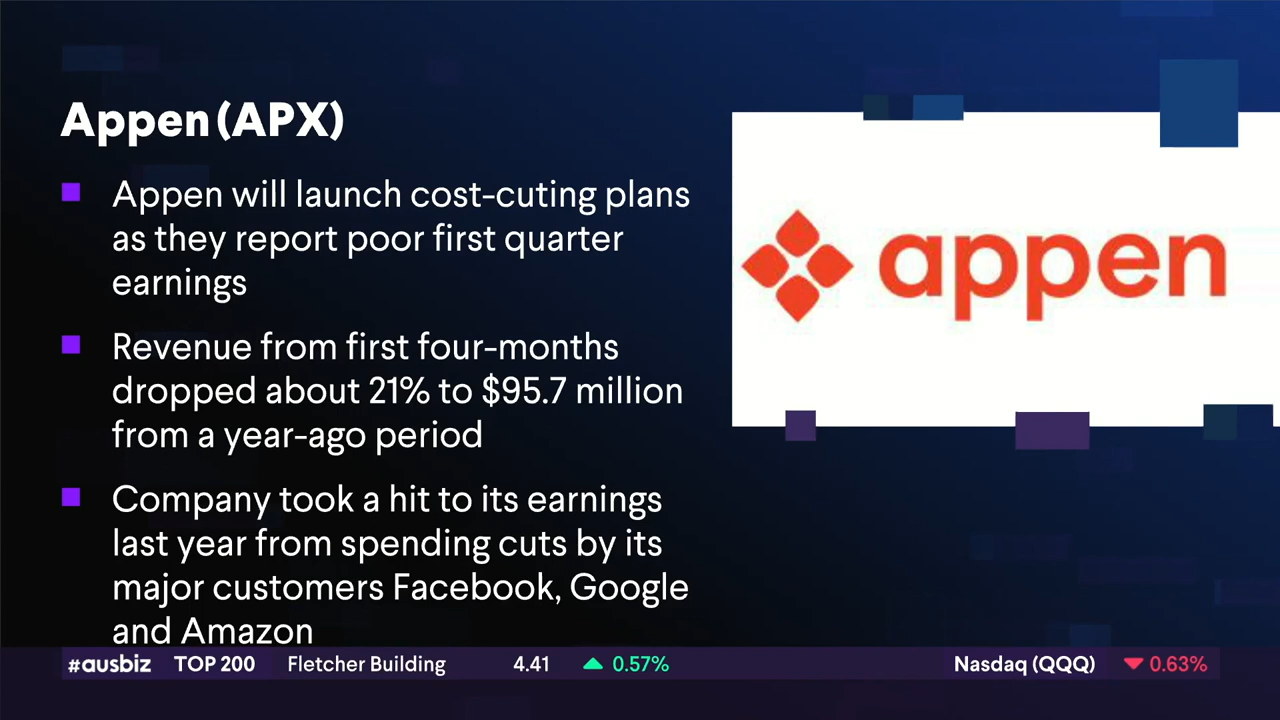 Appen (APX)
Appen will launch cost-cuting plans
as they report poor first quarter
earnings
Revenue from first four-months
dropped about 21% to $95.7 million
from a year-ago period
Company took a hit to its earnings
last year from spending cuts by its
major customers Facebook, Google
and Amazon
appen
#ausbiz TOP 200 Fletcher Building 4.41 0.57% Nasdaq (QQQ) 0.63%